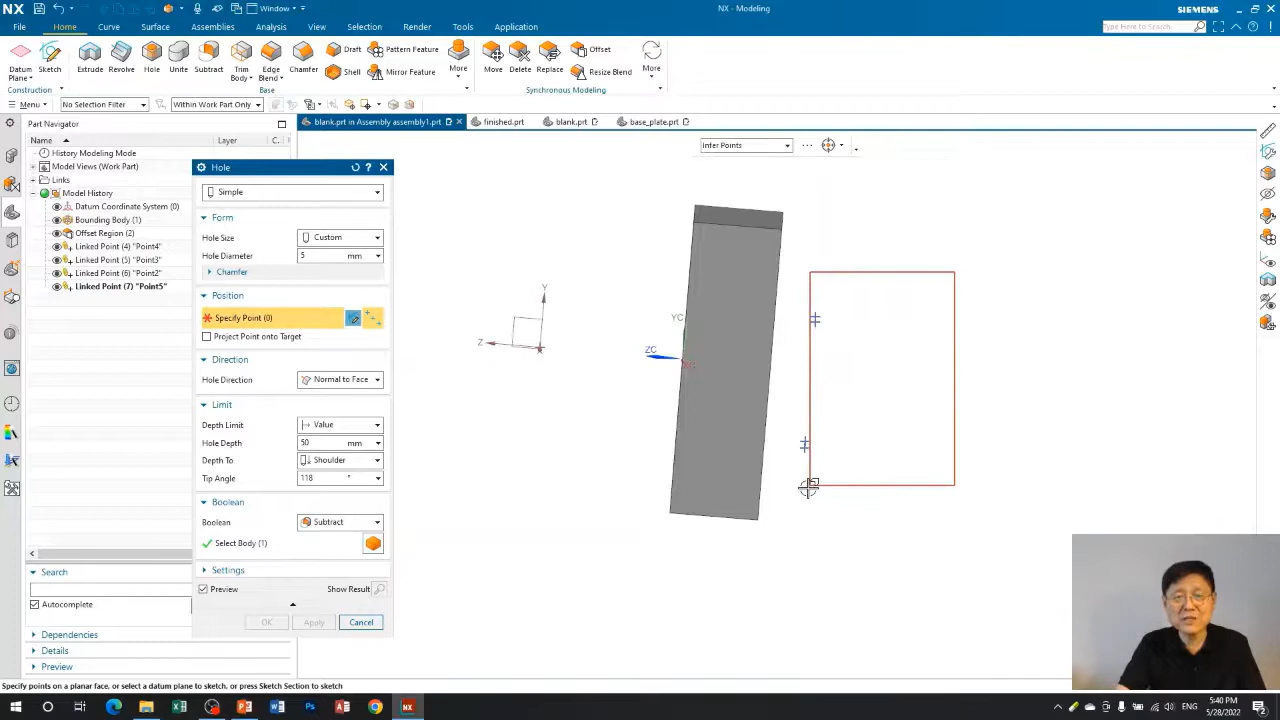 NX
Window
NX - Modeling
SIEMENS
File
Home
Curve
Surface
Assemblies
Analysis
View
Selection
Render
Tools
Application
Type Here to Search
Datum
Plane
Sketch
Extrude
Revolve
Hole
Unite
Subtract
Trim
Body
Edge
Blend
Chamfer
Draft
Shell
Pattern Feature
Mirror Feature
More
Move
Delete
Replace
Offset
Resize Blend
More
Construction
Base
Synchronous Modeling
Menu
No Selection Filter
Within Work Part Only
Part Navigator
blank.prt in Assembly assembly1.prt
finished.prt
blank.prt
base_plate.prt
Name
Layer
C.
Infer Points
History Modeling Mode
Model Views (Work Part)
Links
Model History
Datum Coordinate System (0)
Bounding Body (1)
Offset Region (2)
Linked Point (4) "Point4"
Linked Point (5) "Point3"
Linked Point (6) "Point2"
Linked Point (7) "Point5"
Hole
Simple
Form
Hole Size
Custom
Hole Diameter
5
mm
Chamfer
Position
Specify Point (0)
Project Point onto Target
Direction
Hole Direction
Normal to Face
Limit
Depth Limit
Value
Hole Depth
50
mm
Depth To
Shoulder
Tip Angle
118
°
Boolean
Boolean
Subtract
Select Body (1)
Settings
Preview
Show Result
OK
Apply
Cancel
Y
Z
YC
ZC
Search
Autocomplete
Dependencies
Details
Preview
Specify points on a planar face, or select a datum plane to sketch, or press Sketch Section to sketch
ENG
5:40 PM
5/28/2022